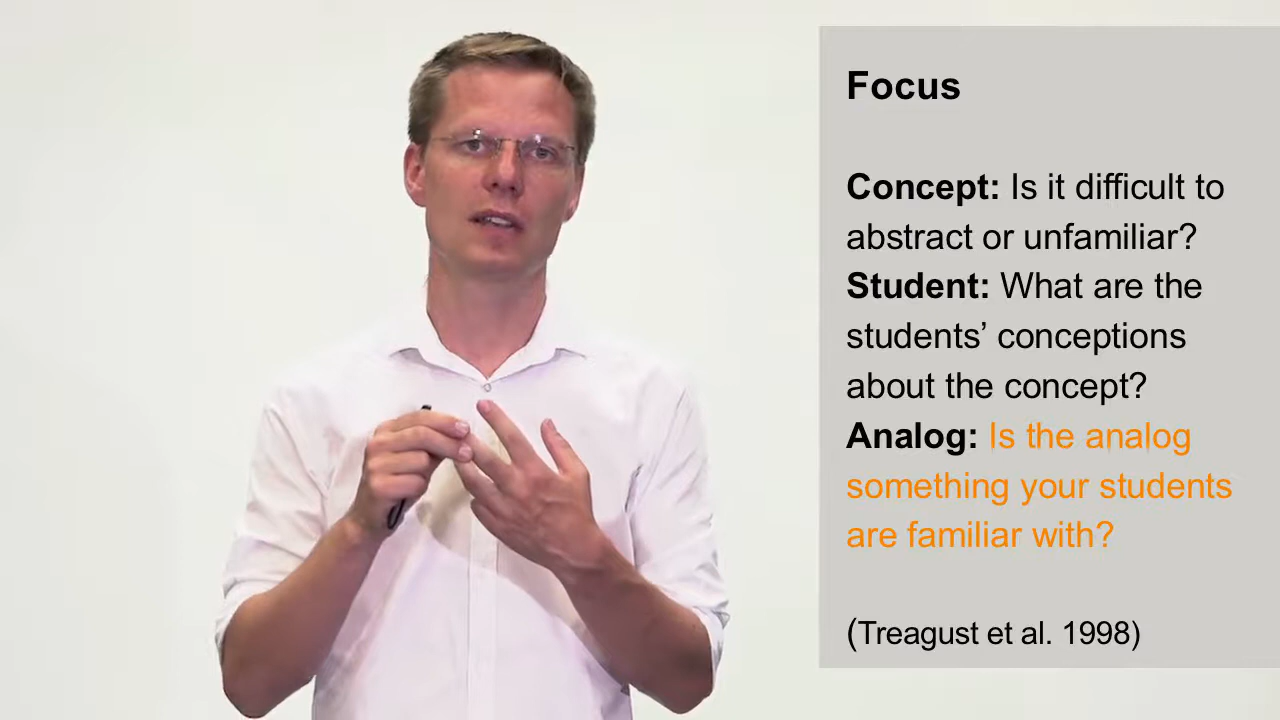 Focus
Concept: Is it difficult to
abstract or unfamiliar?
Student: What are the
students’ conceptions
about the concept?
Analog: Is the analog
something your students
are familiar with?
(Treagust et al. 1998)